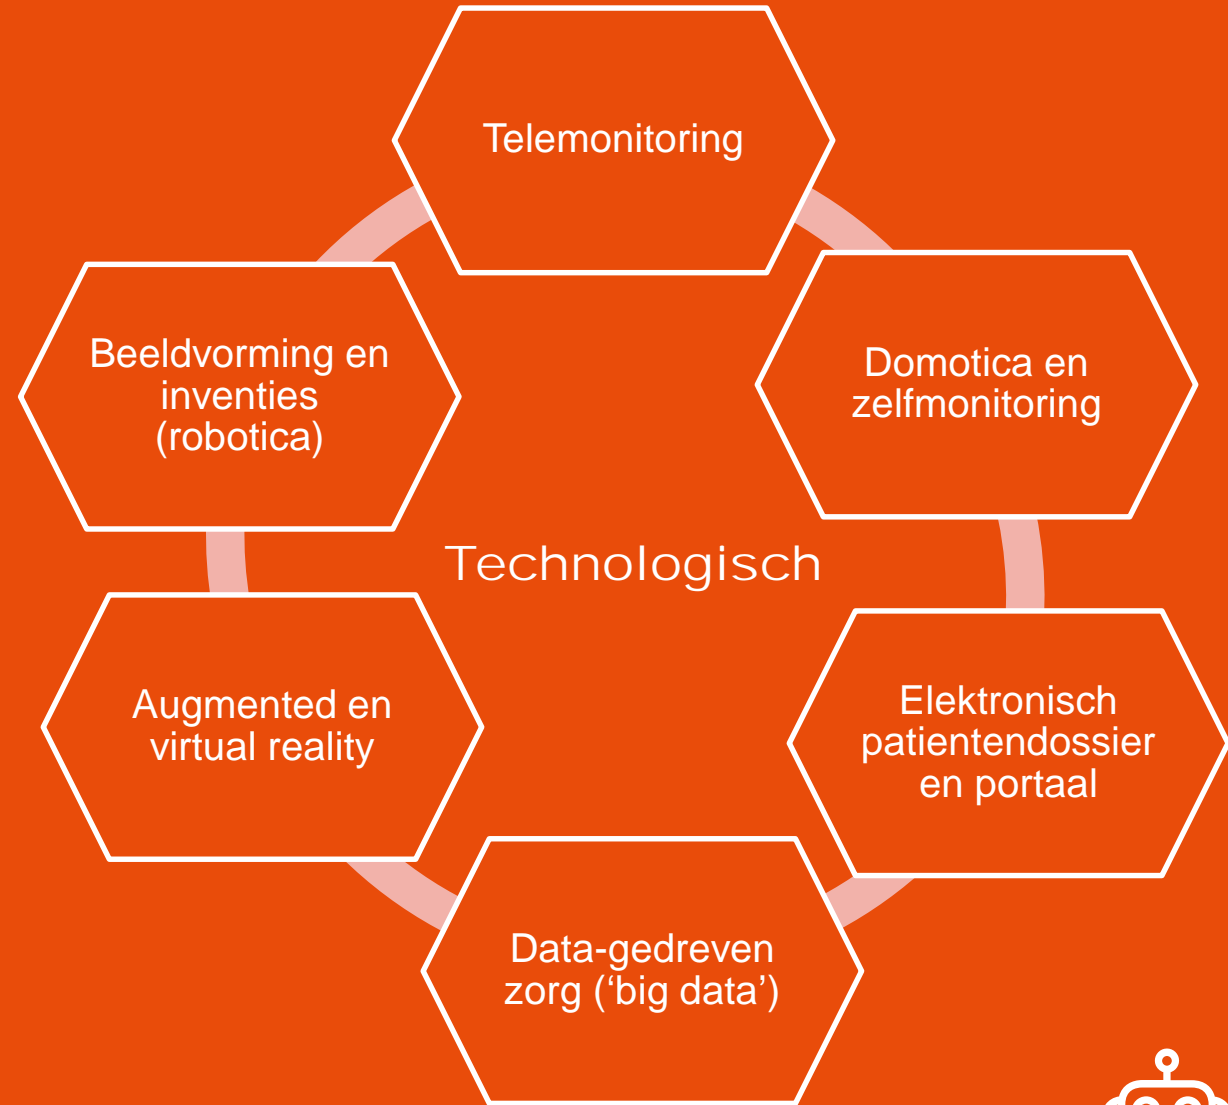 Telemonitoring
Domotica en
zelfmonitoring
Elektronisch
patientendossier
en portaal
Data-gedreven
zorg (‘big data’)
Augmented en
virtual reality
Beeldvorming en
inventies
(robotica)
Technologisch